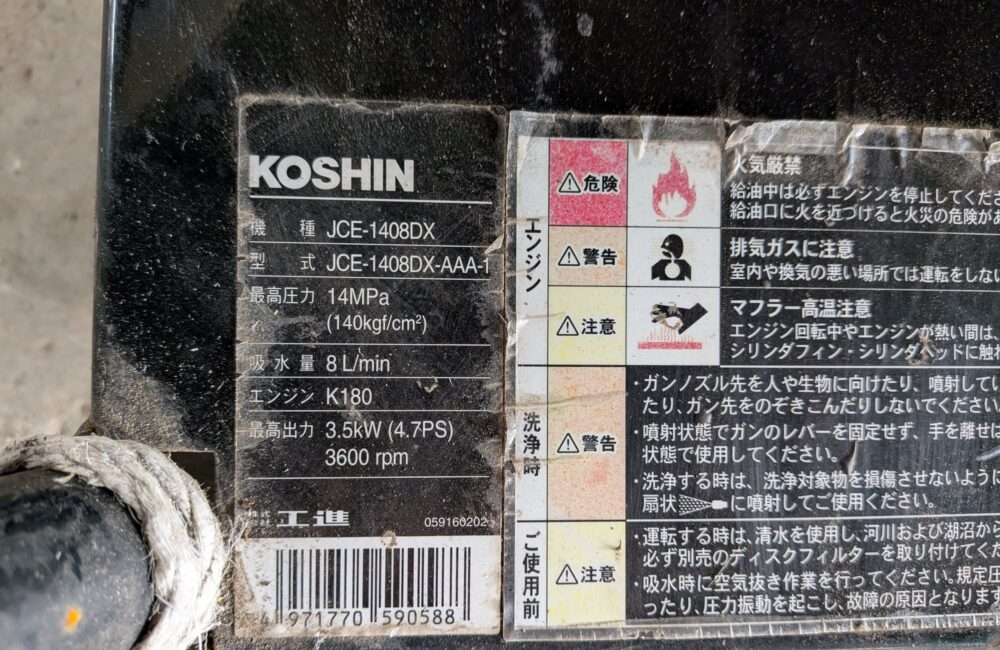 KOSHIN
機種 JCE-1408DX
型式 JCE-1408DX-AAA-1
最高圧力 14MPa
(140kgf/cm²)
吸水量 8 L/min
エンジン K180
最高出力 3.5kW (4.7PS)
3600 rpm
株式会社 工進 059160202
4 971770 590588
エンジン
⚠危険
火気厳禁
給油中は必ずエンジンを停止してくださ
給油口に火を近づけると火災の危険が
⚠警告
排気ガスに注意
室内や換気の悪い場所では運転をしな
⚠注意
マフラー高温注意
エンジン回転中やエンジンが熱い間は、
シリンダフィン・シリンダヘッドに触
洗浄時
⚠警告
・ガンノズル先を人や生物に向けたり、噴射してい
たり、ガン先をのぞきこんだりしないでください
・噴射状態でガンのレバーを固定せず、手を離せば
状態で使用してください。
・洗浄する時は、洗浄対象物を損傷させないように
扇状に噴射してご使用ください。
ご使用前
⚠注意
・運転する時は、清水を使用し、河川および湖沼から
必ず別売のディスクフィルターを取り付けてくだ
・吸水時に空気抜き作業を行ってください。規定圧
ったり、圧力振動を起こし、故障の原因となります